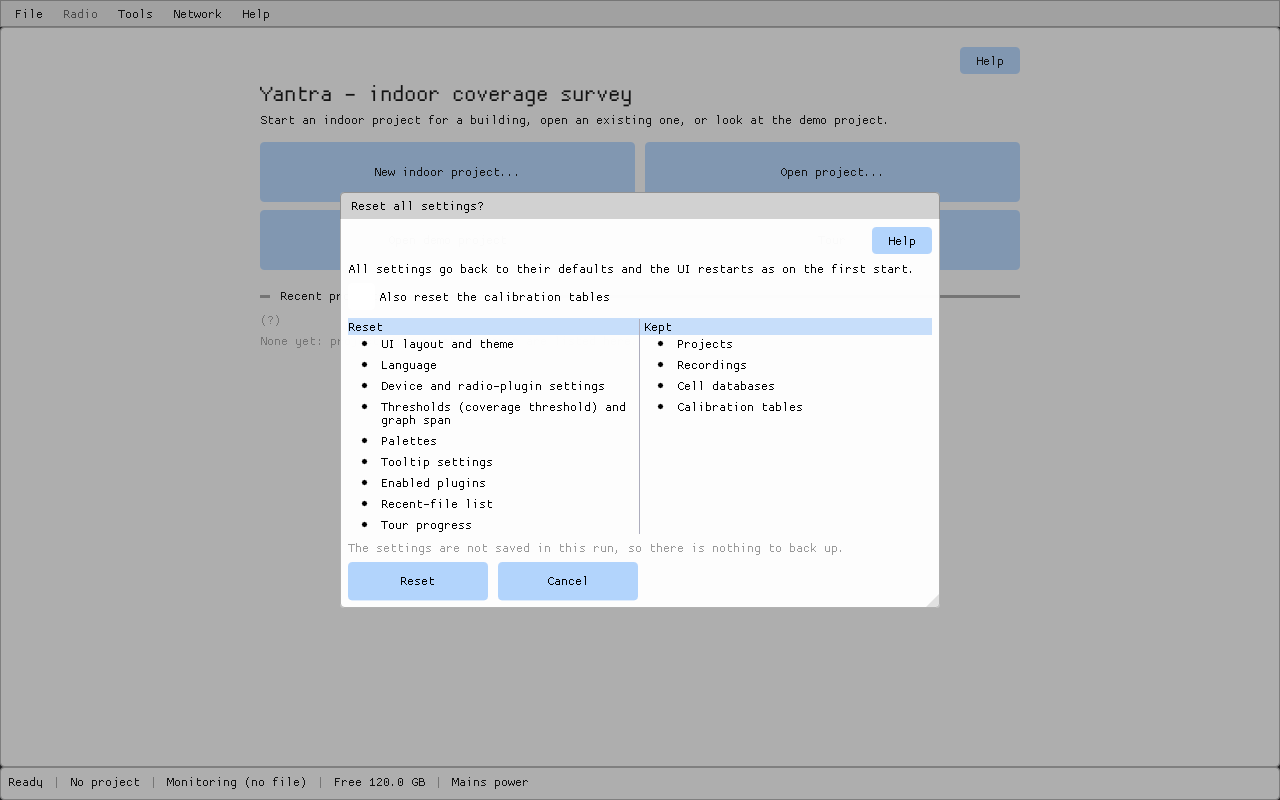 File Radio Tools Network Help
Help
Yantra - indoor coverage survey
Start an indoor project for a building, open an existing one, or look at the demo project.
New indoor project... Open project...
Recent pr
(?)
None yet: pr
Reset all settings?
Help
All settings go back to their defaults and the UI restarts as on the first start.
Also reset the calibration tables
Reset Kept
• UI layout and theme • Projects
• Language • Recordings
• Device and radio-plugin settings • Cell databases
• Thresholds (coverage threshold) and • Calibration tables
graph span
• Palettes
• Tooltip settings
• Enabled plugins
• Recent-file list
• Tour progress
The settings are not saved in this run, so there is nothing to back up.
Reset Cancel
Ready | No project | Monitoring (no file) | Free 120.0 GB | Mains power